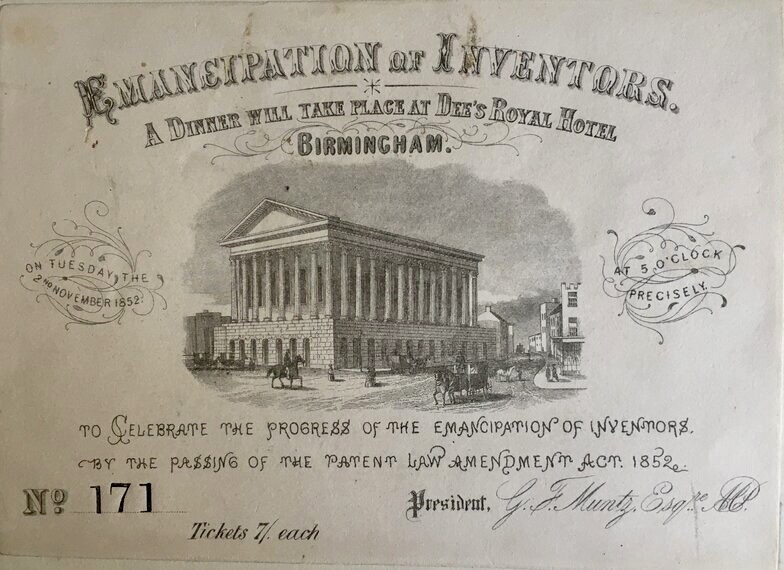 EMANCIPATION OF INVENTORS.
A DINNER WILL TAKE PLACE AT DEE'S ROYAL HOTEL
BIRMINGHAM.
ON TUESDAY, THE
2ND NOVEMBER 1852.
AT 5 O'CLOCK
PRECISELY.
TO CELEBRATE THE PROGRESS OF THE EMANCIPATION OF INVENTORS,
BY THE PASSING OF THE PATENT LAW AMENDMENT ACT. 1852.
No 171
President, G. F. Muntz, Esqre M.P.
Tickets 7/. each